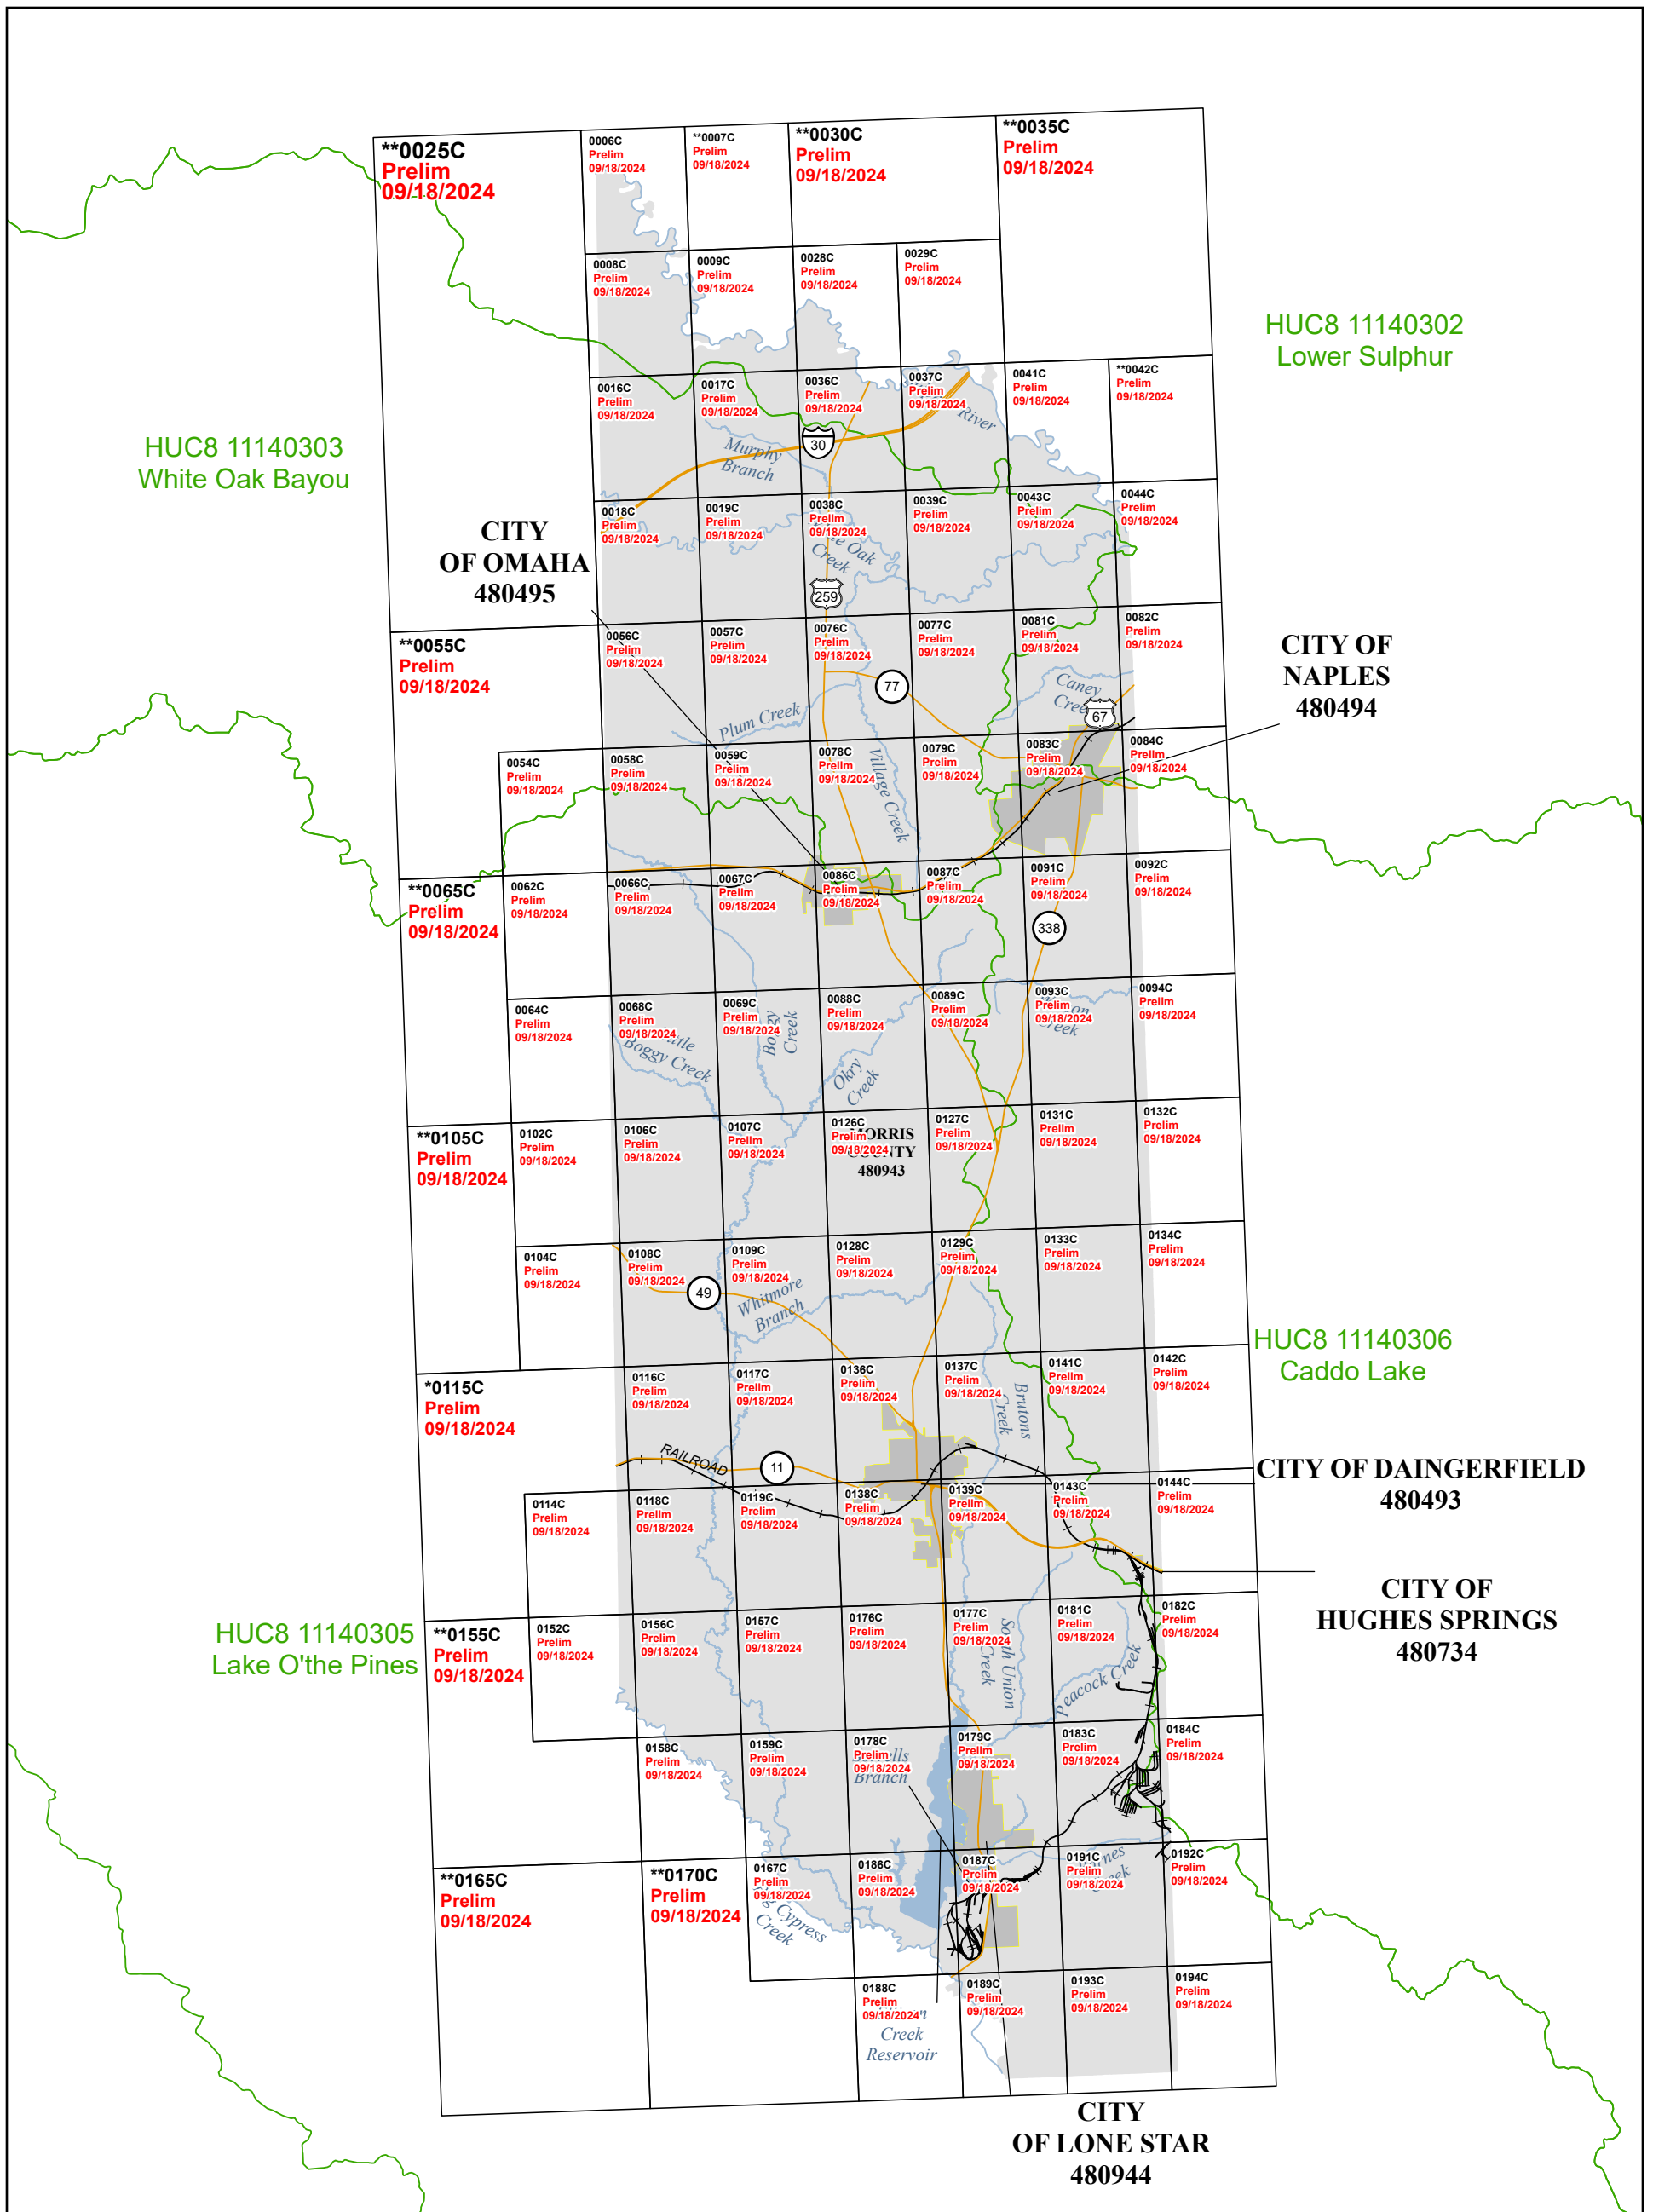 **0025C
Prelim
09/18/2024
0006C
Prelim
09/18/2024
**0007C
Prelim
09/18/2024
**0030C
Prelim
09/18/2024
**0035C
Prelim
09/18/2024
0008C
Prelim
09/18/2024
0009C
Prelim
09/18/2024
0028C
Prelim
09/18/2024
0029C
Prelim
09/18/2024
HUC8 11140302
Lower Sulphur
0016C
Prelim
09/18/2024
0017C
Prelim
09/18/2024
0036C
Prelim
09/18/2024
0037C
Prelim
09/18/2024
River
0041C
Prelim
09/18/2024
**0042C
Prelim
09/18/2024
HUC8 11140303
White Oak Bayou
Murphy
Branch
30
CITY
OF OMAHA
480495
0018C
Prelim
09/18/2024
0019C
Prelim
09/18/2024
0038C
Prelim
09/18/2024
Oak
Creek
259
0039C
Prelim
09/18/2024
0043C
Prelim
09/18/2024
0044C
Prelim
09/18/2024
**0055C
Prelim
09/18/2024
0056C
Prelim
09/18/2024
0057C
Prelim
09/18/2024
0076C
Prelim
09/18/2024
0077C
Prelim
09/18/2024
0081C
Prelim
09/18/2024
0082C
Prelim
09/18/2024
CITY OF
NAPLES
480494
77
Caney
Creek
67
Plum Creek
Village Creek
0054C
Prelim
09/18/2024
0058C
Prelim
09/18/2024
0059C
Prelim
09/18/2024
0078C
Prelim
09/18/2024
0079C
Prelim
09/18/2024
0083C
Prelim
09/18/2024
0084C
Prelim
09/18/2024
**0065C
Prelim
09/18/2024
0062C
Prelim
09/18/2024
0066C
Prelim
09/18/2024
0067C
Prelim
09/18/2024
0086C
Prelim
09/18/2024
0087C
Prelim
09/18/2024
0091C
Prelim
09/18/2024
0092C
Prelim
09/18/2024
338
0064C
Prelim
09/18/2024
0068C
Prelim
09/18/2024
Boggy Creek
0069C
Prelim
09/18/2024
Boggy
Creek
0088C
Prelim
09/18/2024
Okry
Creek
0089C
Prelim
09/18/2024
0093C
Prelim
09/18/2024
Creek
0094C
Prelim
09/18/2024
**0105C
Prelim
09/18/2024
0102C
Prelim
09/18/2024
0106C
Prelim
09/18/2024
0107C
Prelim
09/18/2024
0126C
Prelim
09/18/2024
MORRIS
COUNTY
480943
0127C
Prelim
09/18/2024
0131C
Prelim
09/18/2024
0132C
Prelim
09/18/2024
0104C
Prelim
09/18/2024
0108C
Prelim
09/18/2024
49
0109C
Prelim
09/18/2024
Whitmore
Branch
0128C
Prelim
09/18/2024
0129C
Prelim
09/18/2024
0133C
Prelim
09/18/2024
0134C
Prelim
09/18/2024
HUC8 11140306
Caddo Lake
*0115C
Prelim
09/18/2024
0116C
Prelim
09/18/2024
0117C
Prelim
09/18/2024
0136C
Prelim
09/18/2024
0137C
Prelim
09/18/2024
Brutons
Creek
0141C
Prelim
09/18/2024
0142C
Prelim
09/18/2024
RAILROAD
11
CITY OF DAINGERFIELD
480493
0114C
Prelim
09/18/2024
0118C
Prelim
09/18/2024
0119C
Prelim
09/18/2024
0138C
Prelim
09/18/2024
0139C
Prelim
09/18/2024
0143C
Prelim
09/18/2024
0144C
Prelim
09/18/2024
CITY OF
HUGHES SPRINGS
480734
HUC8 11140305
Lake O'the Pines
**0155C
Prelim
09/18/2024
0152C
Prelim
09/18/2024
0156C
Prelim
09/18/2024
0157C
Prelim
09/18/2024
0176C
Prelim
09/18/2024
0177C
Prelim
09/18/2024
South Union
Creek
0181C
Prelim
09/18/2024
Peacock Creek
0182C
Prelim
09/18/2024
0158C
Prelim
09/18/2024
0159C
Prelim
09/18/2024
0178C
Prelim
09/18/2024
Branch
0179C
Prelim
09/18/2024
0183C
Prelim
09/18/2024
0184C
Prelim
09/18/2024
**0165C
Prelim
09/18/2024
**0170C
Prelim
09/18/2024
0167C
Prelim
09/18/2024
Cypress
Creek
0186C
Prelim
09/18/2024
0187C
Prelim
09/18/2024
0191C
Prelim
09/18/2024
0192C
Prelim
09/18/2024
0188C
Prelim
09/18/2024
Creek
Reservoir
0189C
Prelim
09/18/2024
0193C
Prelim
09/18/2024
0194C
Prelim
09/18/2024
CITY
OF LONE STAR
480944